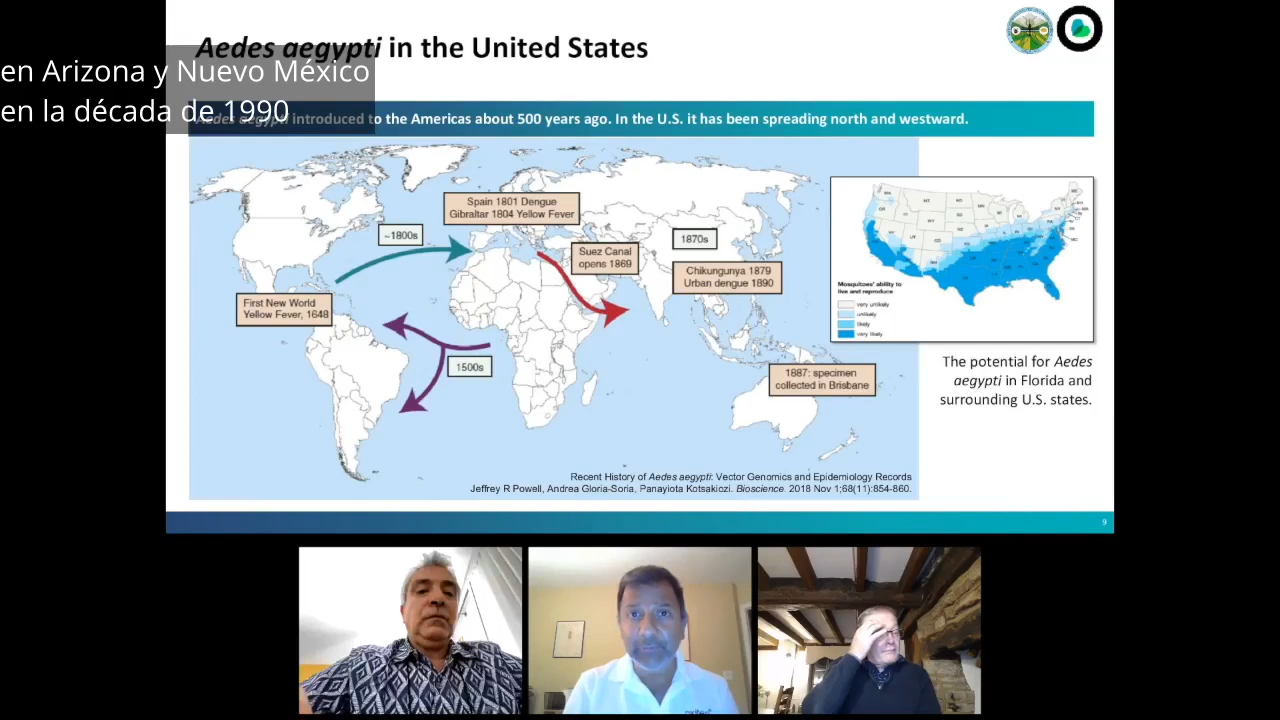 Aedes aegypti in the United States
en Arizona y Nuevo México
en la década de 1990
Aedes aegypti introduced to the Americas about 500 years ago. In the U.S. it has been spreading north and westward.
Spain 1801 Dengue
Gibraltar 1804 Yellow Fever
~1800s
1870s
Suez Canal
opens 1869
Chikungunya 1879
Urban dengue 1890
First New World
Yellow Fever, 1648
1500s
1887: specimen
collected in Brisbane
Mosquitoes' ability to
live and reproduce
very unlikely
unlikely
likely
very likely
The potential for Aedes
aegypti in Florida and
surrounding U.S. states.
Recent History of Aedes aegypti: Vector Genomics and Epidemiology Records
Jeffrey R Powell, Andrea Gloria-Soria, Panayiota Kotsakiozi. Bioscience. 2018 Nov 1;68(11):854-860.
9